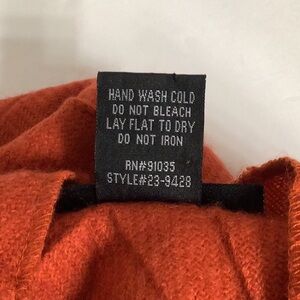 HAND WASH COLD
DO NOT BLEACH
LAY FLAT TO DRY
DO NOT IRON
RN#91035
STYLE#23-9428